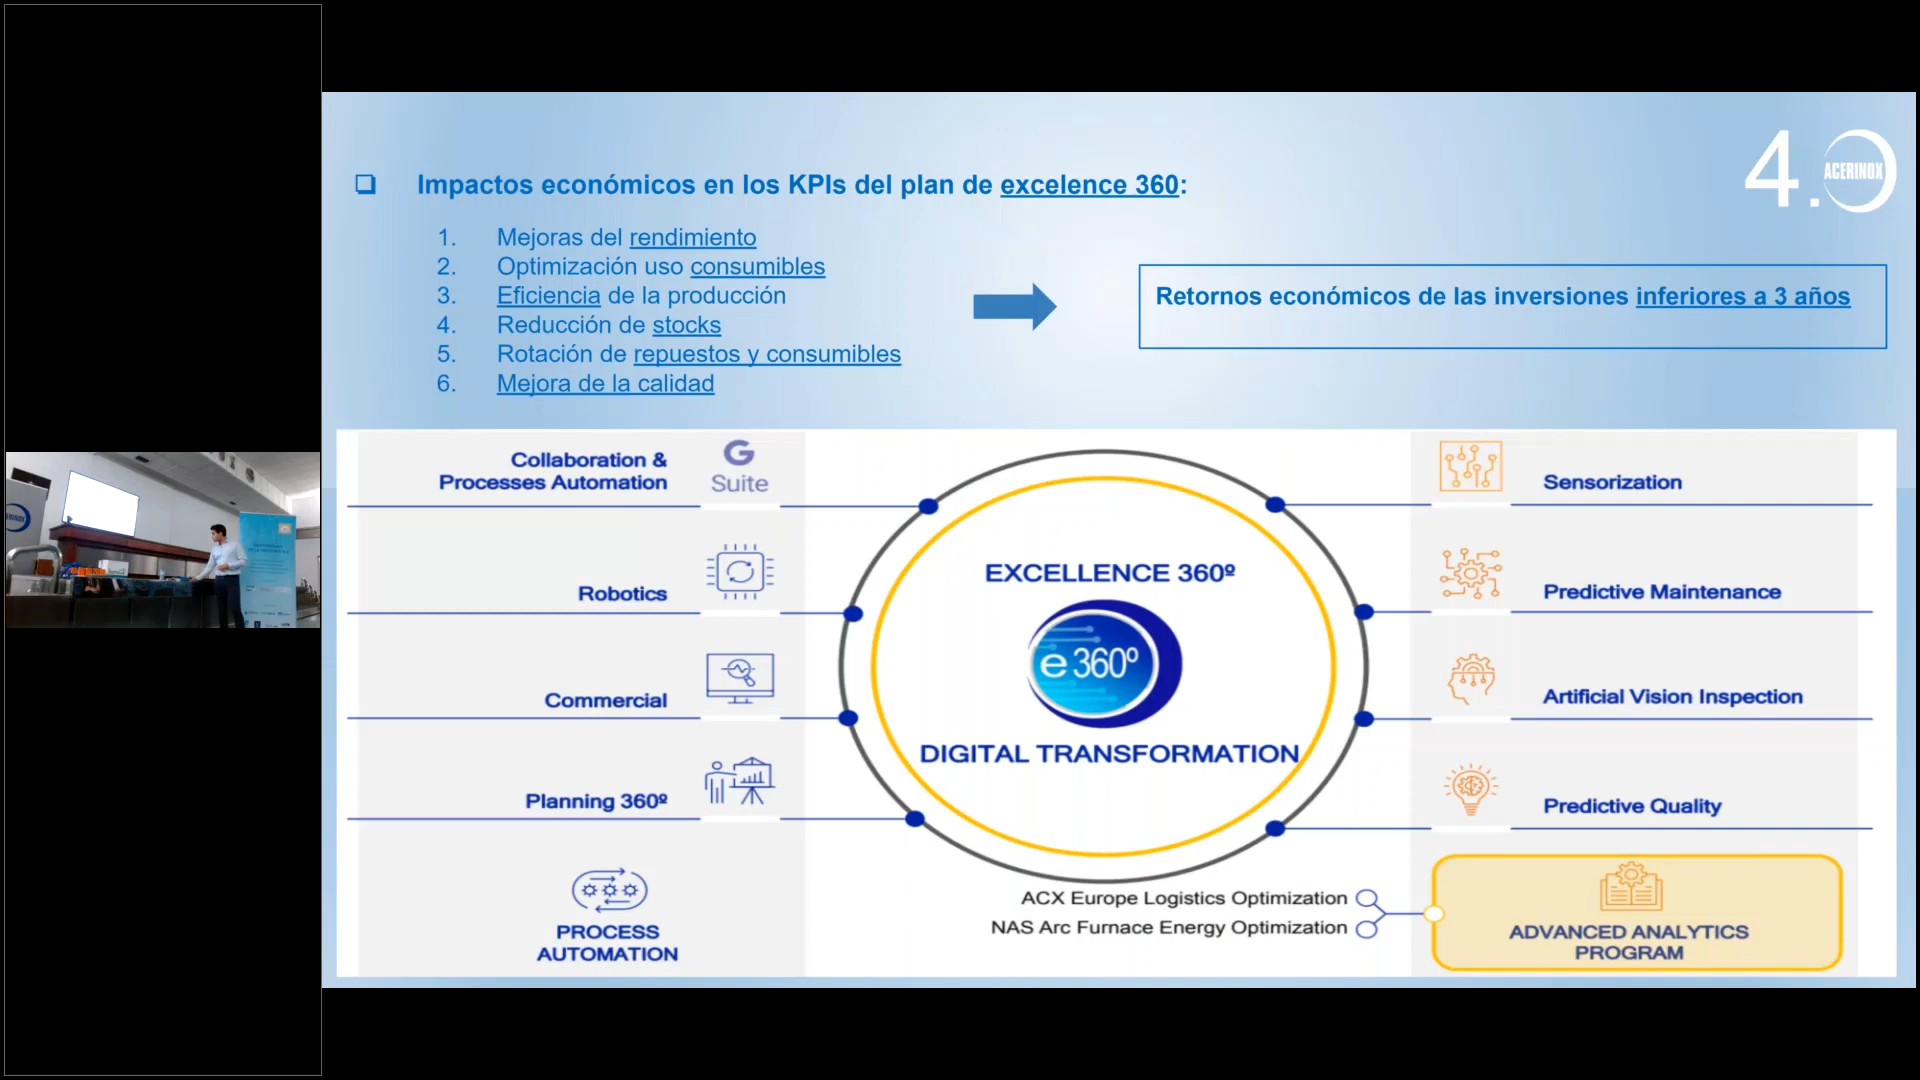 4.0
ACERINOX
❑ Impactos económicos en los KPIs del plan de excelence 360:
1. Mejoras del rendimiento
2. Optimización uso consumibles
3. Eficiencia de la producción
4. Reducción de stocks
5. Rotación de repuestos y consumibles
6. Mejora de la calidad
Retornos económicos de las inversiones inferiores a 3 años
Collaboration &
Processes Automation
G
Suite
Robotics
Commercial
Planning 360º
PROCESS
AUTOMATION
EXCELLENCE 360º
e 360º
DIGITAL TRANSFORMATION
Sensorization
Predictive Maintenance
Artificial Vision Inspection
Predictive Quality
ACX Europe Logistics Optimization
NAS Arc Furnace Energy Optimization
ADVANCED ANALYTICS
PROGRAM